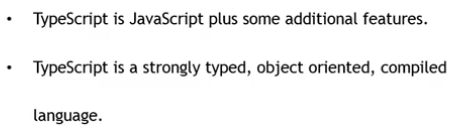 • TypeScript is JavaScript plus some additional features.
• TypeScript is a strongly typed, object oriented, compiled
language.